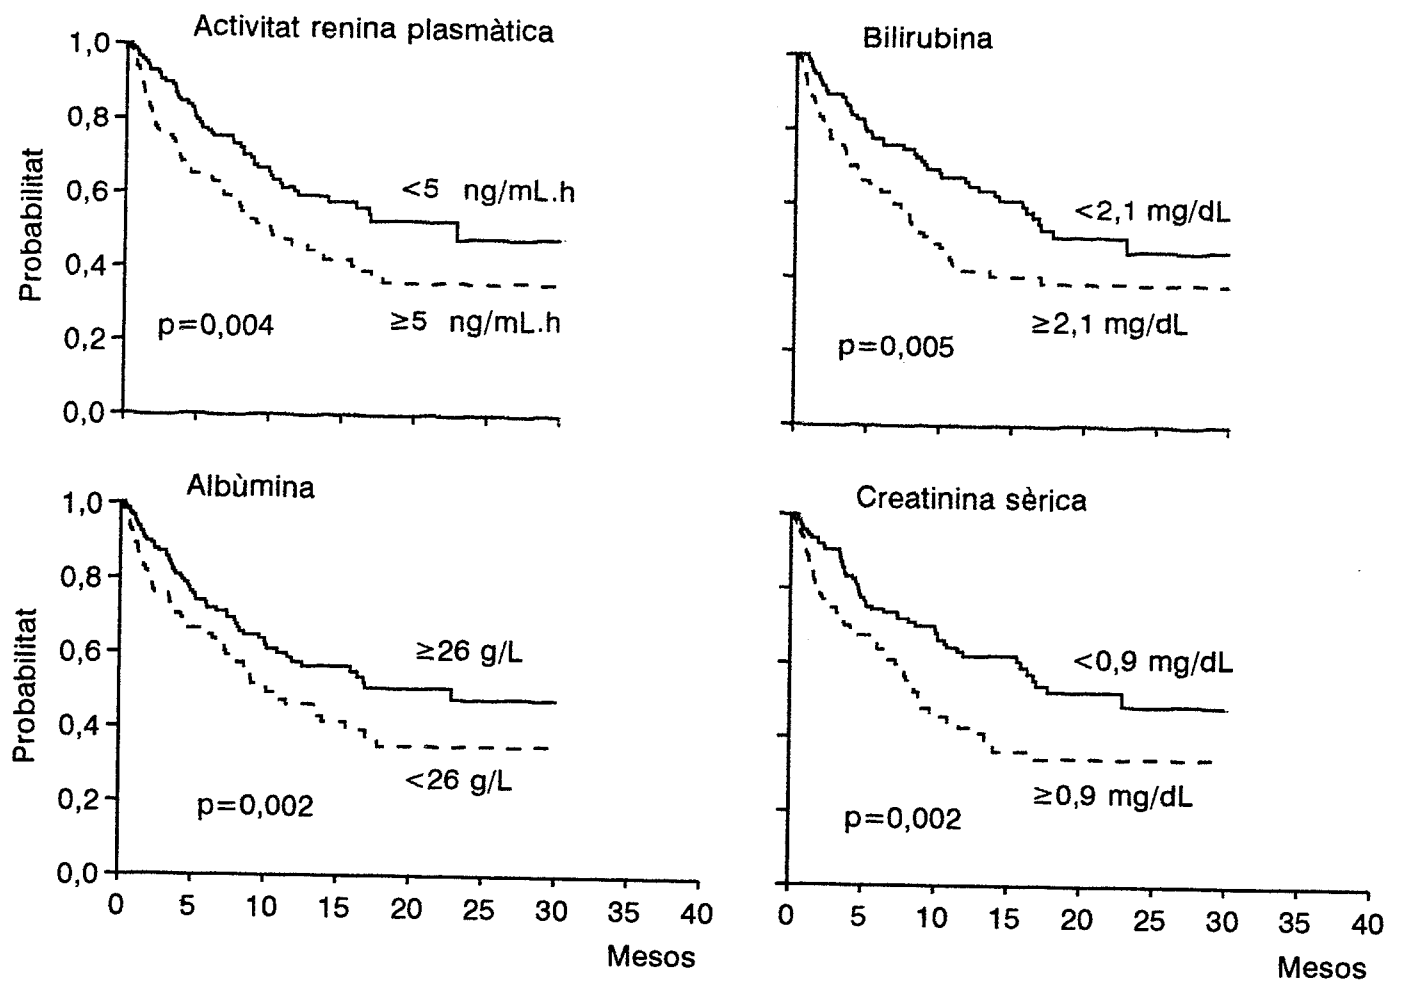 Activitat renina plasmàtica
Probabilitat
1,0
0,8
0,6
0,4
0,2
0,0
<5 ng/mL.h
≥5 ng/mL.h
p=0,004
Bilirubina
<2,1 mg/dL
≥2,1 mg/dL
p=0,005
Albùmina
Probabilitat
1,0
0,8
0,6
0,4
0,2
0,0
≥26 g/L
<26 g/L
p=0,002
0 5 10 15 20 25 30 35 40
Mesos
Creatinina sèrica
<0,9 mg/dL
≥0,9 mg/dL
p=0,002
0 5 10 15 20 25 30 35 40
Mesos